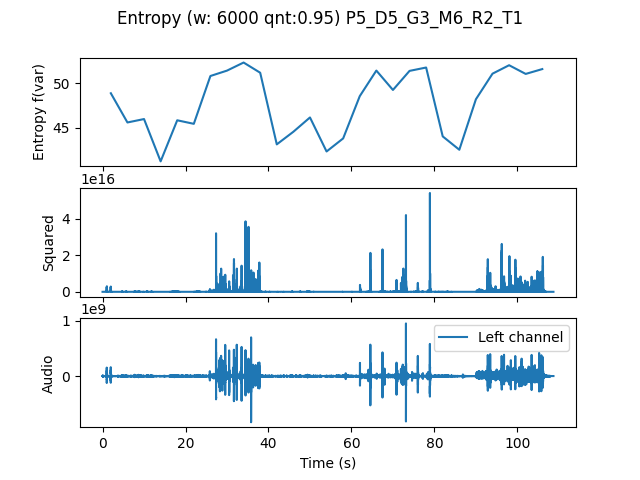 Entropy (w: 6000 qnt:0.95) P5_D5_G3_M6_R2_T1
Entropy f(var)
50
45
1e16
Squared
4
2
0
1e9
Audio
1
0
Left channel
0 20 40 60 80 100
Time (s)